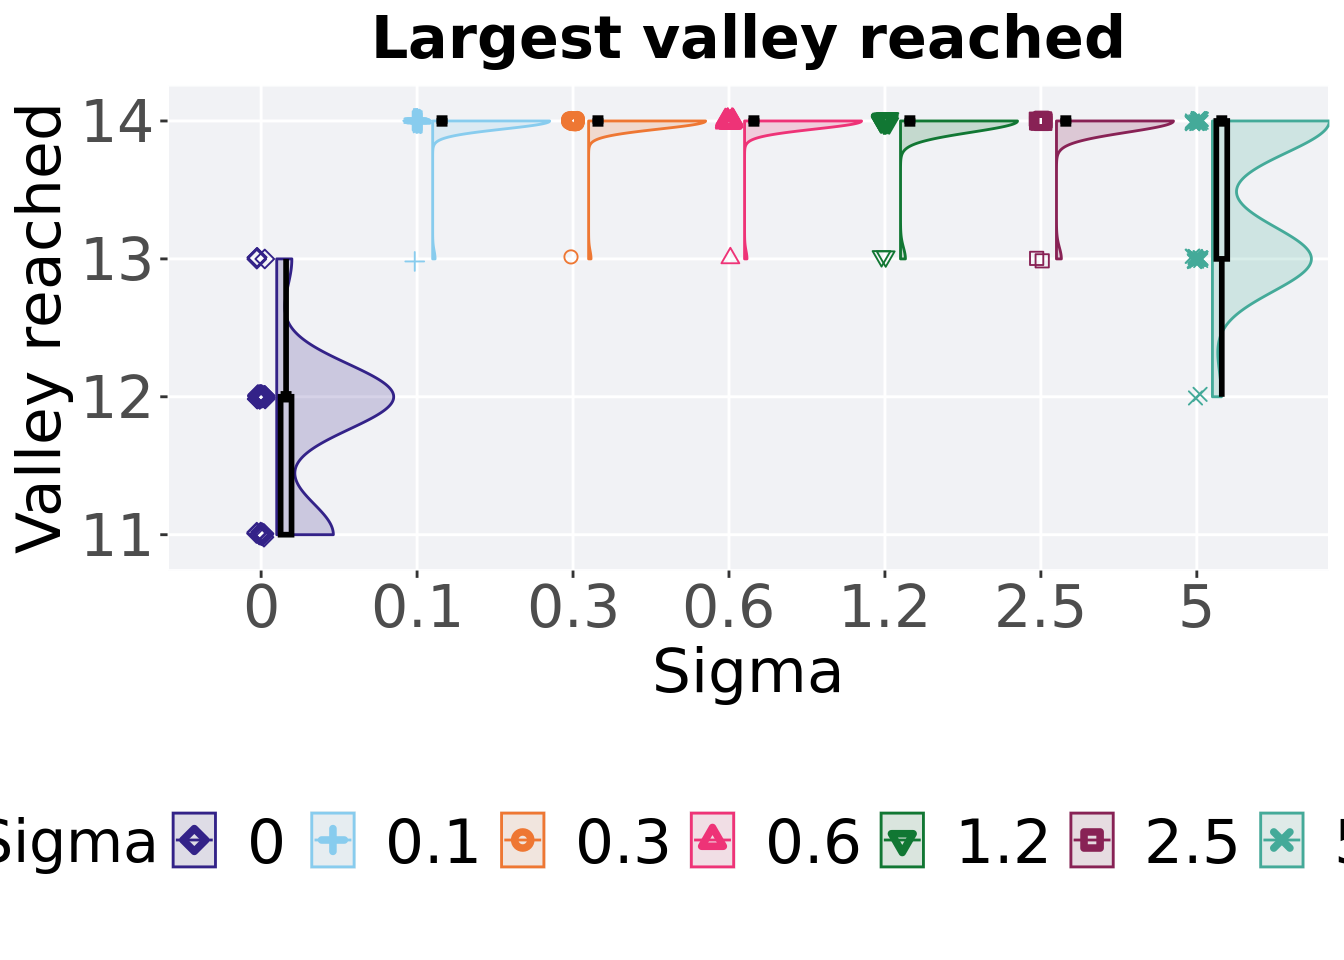 Largest valley reached
Valley reached
14
13
12
11
0 0.1 0.3 0.6 1.2 2.5 5
Sigma
Sigma 0 0.1 0.3 0.6 1.2 2.5 5